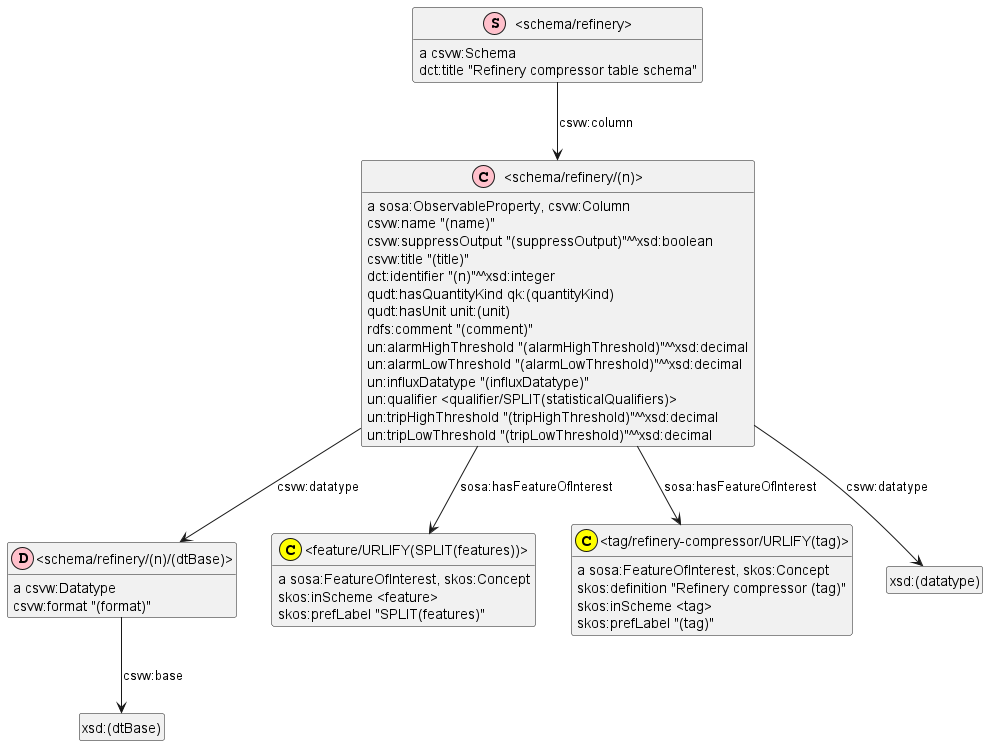 S <schema/refinery>
a csvw:Schema
dct:title "Refinery compressor table schema"
csvw:column
C <schema/refinery/(n)>
a sosa:ObservableProperty, csvw:Column
csvw:name "(name)"
csvw:suppressOutput "(suppressOutput)"^^xsd:boolean
csvw:title "(title)"
dct:identifier "(n)"^^xsd:integer
qudt:hasQuantityKind qk:(quantityKind)
qudt:hasUnit unit:(unit)
rdfs:comment "(comment)"
un:alarmHighThreshold "(alarmHighThreshold)"^^xsd:decimal
un:alarmLowThreshold "(alarmLowThreshold)"^^xsd:decimal
un:influxDatatype "(influxDatatype)"
un:qualifier <qualifier/SPLIT(statisticalQualifiers)>
un:tripHighThreshold "(tripHighThreshold)"^^xsd:decimal
un:tripLowThreshold "(tripLowThreshold)"^^xsd:decimal
csvw:datatype
sosa:hasFeatureOfInterest
sosa:hasFeatureOfInterest
csvw:datatype
D <schema/refinery/(n)/(dtBase)>
a csvw:Datatype
csvw:format "(format)"
C <feature/URLIFY(SPLIT(features))>
a sosa:FeatureOfInterest, skos:Concept
skos:inScheme <feature>
skos:prefLabel "SPLIT(features)"
C <tag/refinery-compressor/URLIFY(tag)>
a sosa:FeatureOfInterest, skos:Concept
skos:definition "Refinery compressor (tag)"
skos:inScheme <tag>
skos:prefLabel "(tag)"
xsd:(datatype)
csvw:base
xsd:(dtBase)